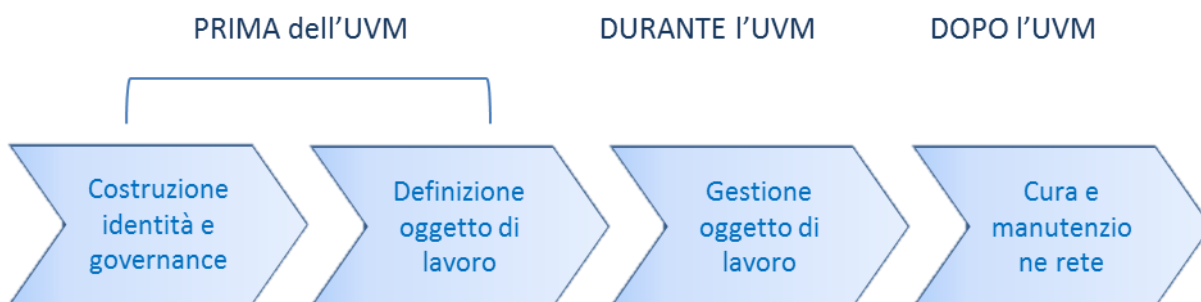 PRIMA dell'UVM
DURANTE l'UVM
DOPO l'UVM
Costruzione
identità e
governance
Definizione
oggetto di
lavoro
Gestione
oggetto di
lavoro
Cura e
manutenzio
ne rete